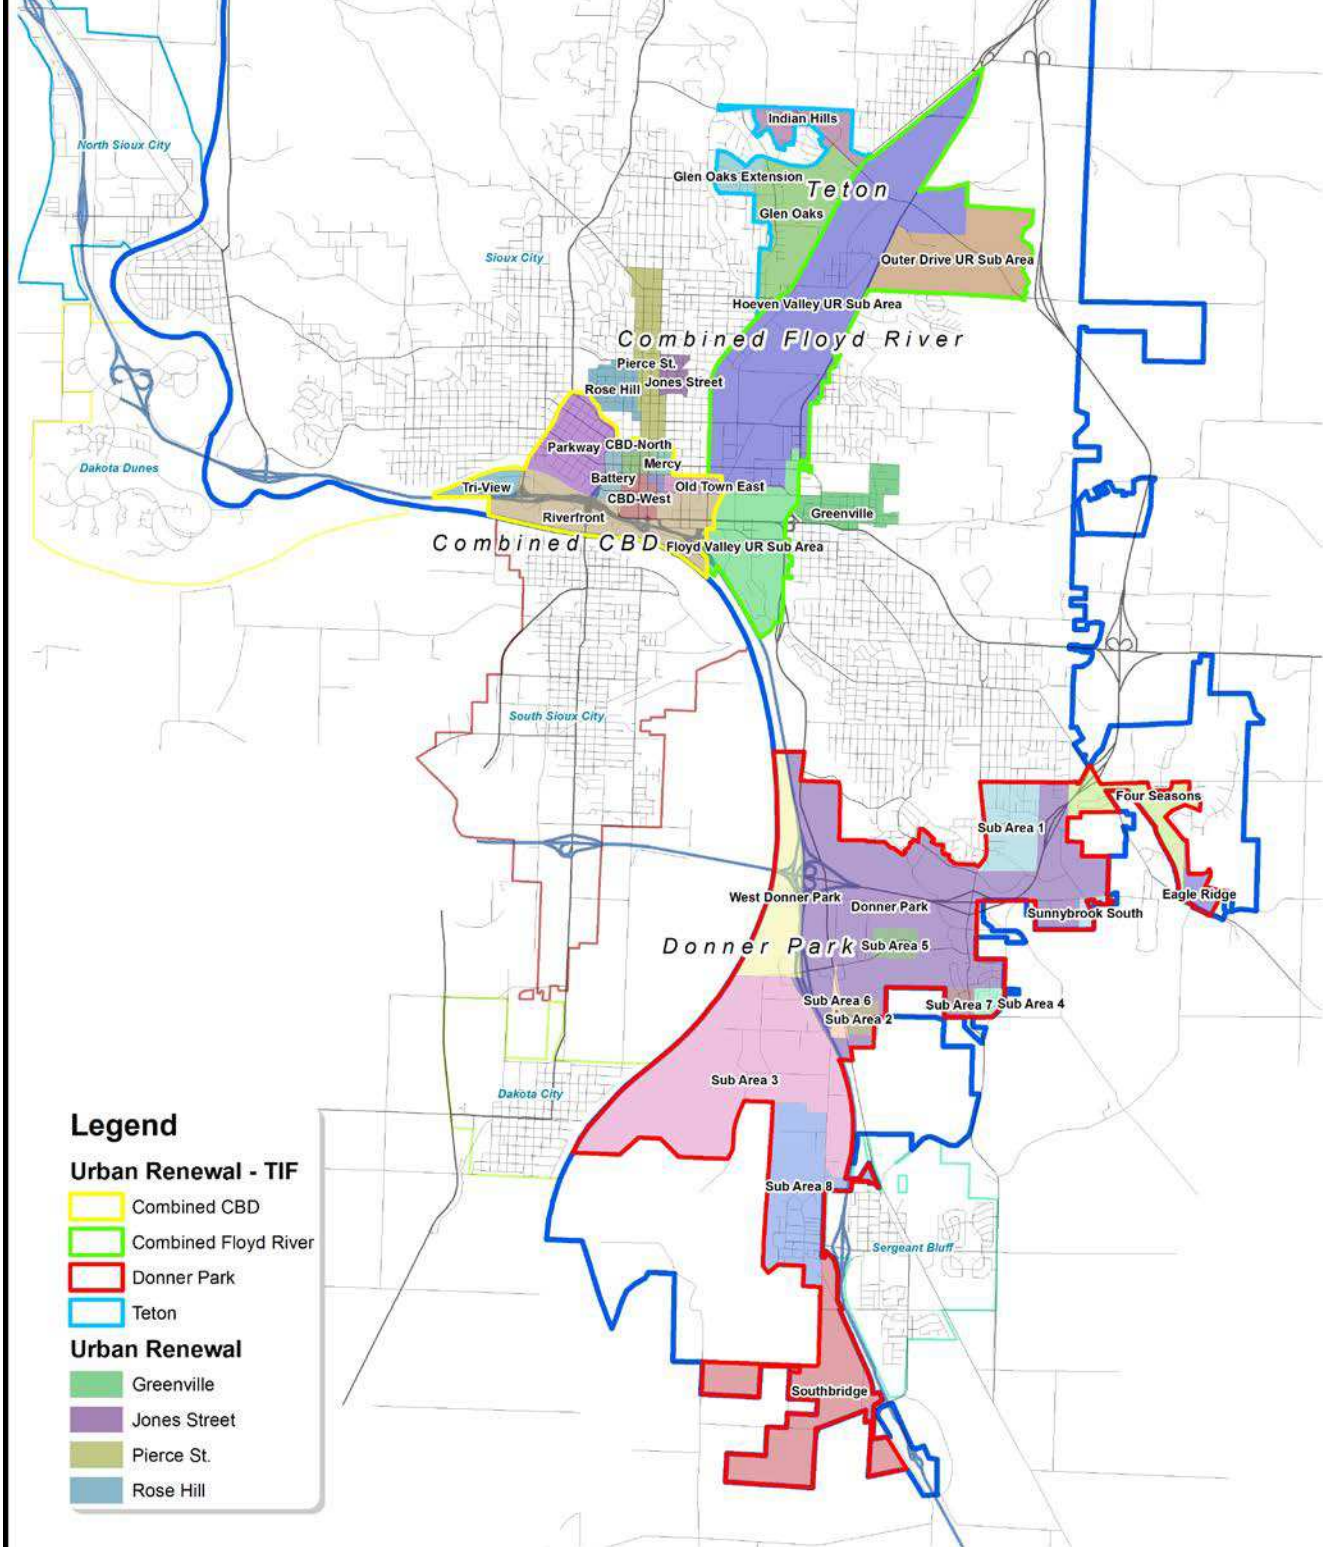 Indian Hills
North Sioux City
Glen Oaks Extension
Teton
Glen Oaks
Sioux City
Outer Drive UR Sub Area
Hoeven Valley UR Sub Area
Combined Floyd River
Pierce St.
Jones Street
Rose Hill
Parkway
CBD-North
Mercy
Dakota Dunes
Battery
Tri-View
Old Town East
CBD-West
Riverfront
Greenville
Combined CBD
Floyd Valley UR Sub Area
South Sioux City
Four Seasons
Sub Area 1
Eagle Ridge
West Donner Park
Donner Park
Sunnybrook South
Donner Park
Sub Area 5
Sub Area 6
Sub Area 7
Sub Area 4
Sub Area 2
Sub Area 3
Dakota City
Sub Area 8
Sergeant Bluff
Southbridge
Legend
Urban Renewal - TIF
Combined CBD
Combined Floyd River
Donner Park
Teton
Urban Renewal
Greenville
Jones Street
Pierce St.
Rose Hill